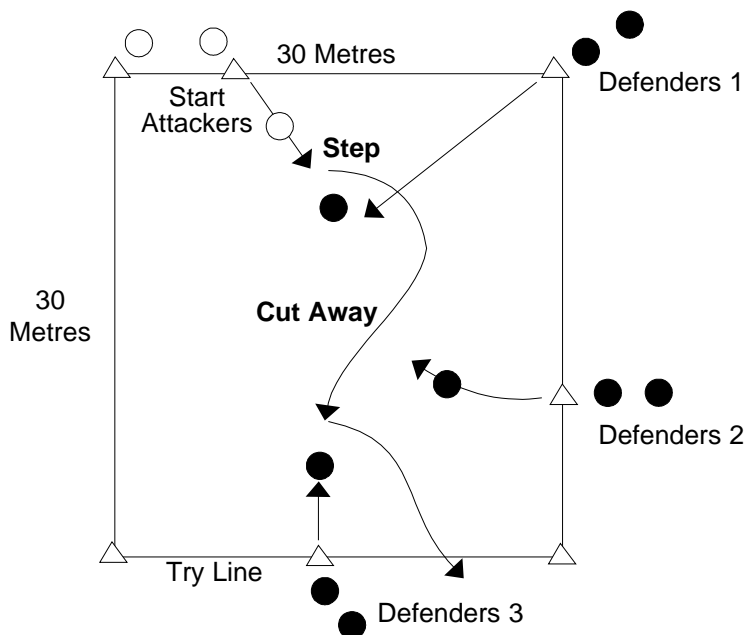 30 Metres
Defenders 1
Start
Attackers
Step
30
Metres
Cut Away
Defenders 2
Try Line
Defenders 3